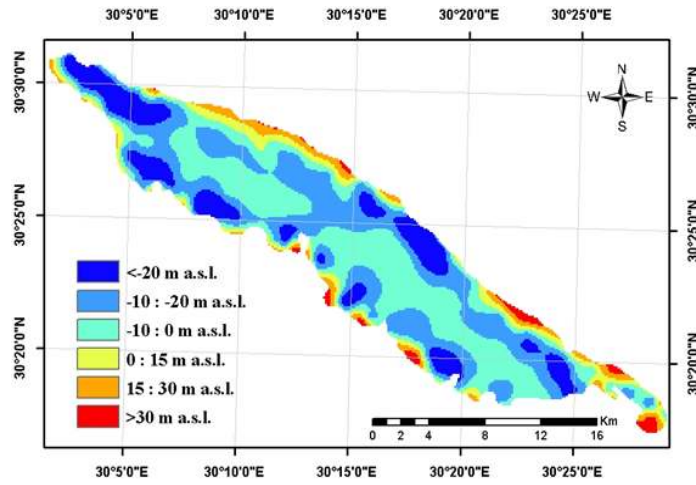 30°5'0"E 30°10'0"E 30°15'0"E 30°20'0"E 30°25'0"E
30°30'0"N
30°25'0"N
30°20'0"N
N
W E
S
30°30'0"N
30°25'0"N
30°20'0"N
<-20 m a.s.l.
-10 : -20 m a.s.l.
-10 : 0 m a.s.l.
0 : 15 m a.s.l.
15 : 30 m a.s.l.
>30 m a.s.l.
Km
0 2 4 8 12 16
30°5'0"E 30°10'0"E 30°15'0"E 30°20'0"E 30°25'0"E